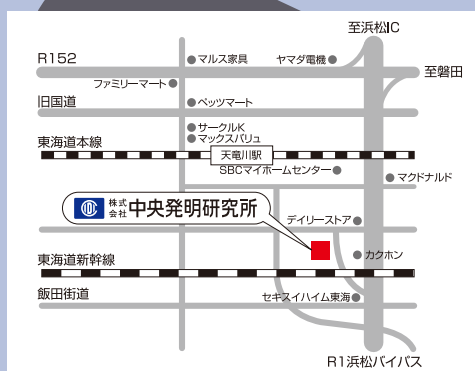 至浜松IC
R152
マルス家具
ヤマダ電機
至磐田
ファミリーマート
旧国道
ペッツマート
サークルK
東海道本線
マックスバリュ
天竜川駅
SBCマイホームセンター
マクドナルド
IDC 株式会社 中央発明研究所
デイリーストア
カクホン
東海道新幹線
飯田街道
セキスイハイム東海
R1浜松バイパス